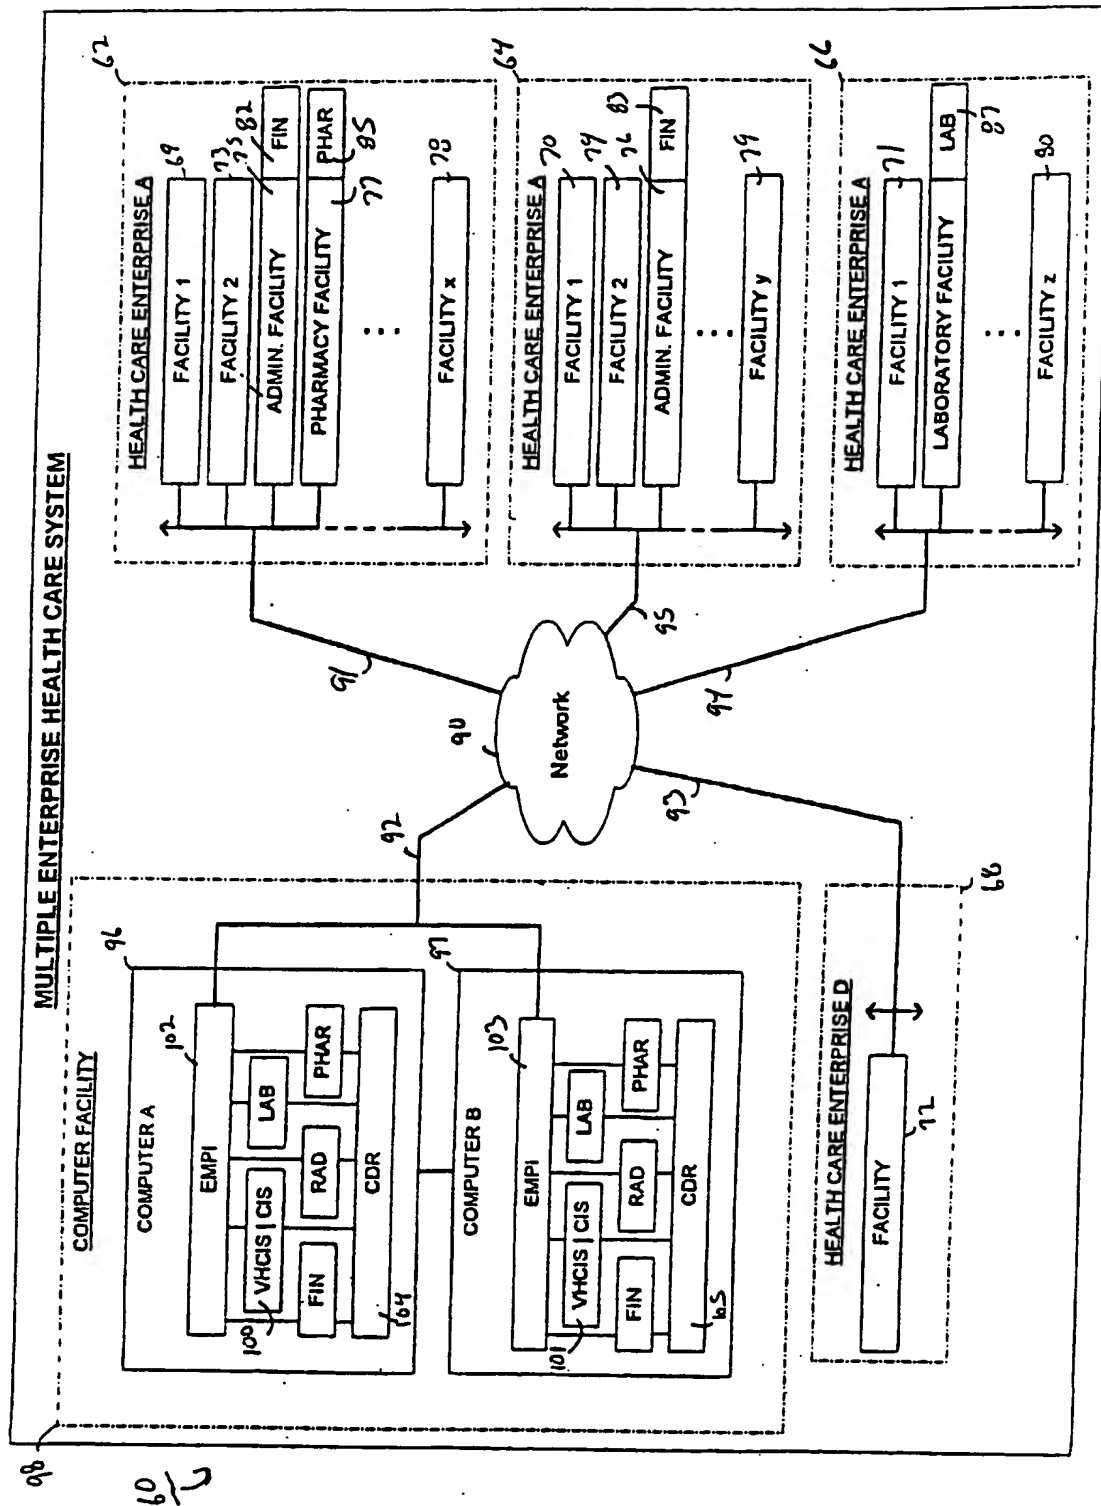 MULTIPLE ENTERPRISE HEALTH CARE SYSTEM
60
98
COMPUTER FACILITY
COMPUTER A
96
EMPI
102
VHCIS | CIS
100
LAB
FIN
RAD
PHAR
CDR
104
COMPUTER B
97
EMPI
103
VHCIS | CIS
101
LAB
FIN
RAD
PHAR
CDR
105
HEALTH CARE ENTERPRISE D
68
FACILITY
72
92
90
Network
91
95
94
93
62
HEALTH CARE ENTERPRISE A
FACILITY 1
69
FACILITY 2
73
75
ADMIN. FACILITY
FIN
82
PHARMACY FACILITY
77
PHAR
85
FACILITY x
78
64
HEALTH CARE ENTERPRISE A
FACILITY 1
70
FACILITY 2
74
ADMIN. FACILITY
76
FIN
83
FACILITY y
79
66
HEALTH CARE ENTERPRISE A
FACILITY 1
71
LABORATORY FACILITY
LAB
87
FACILITY z
80